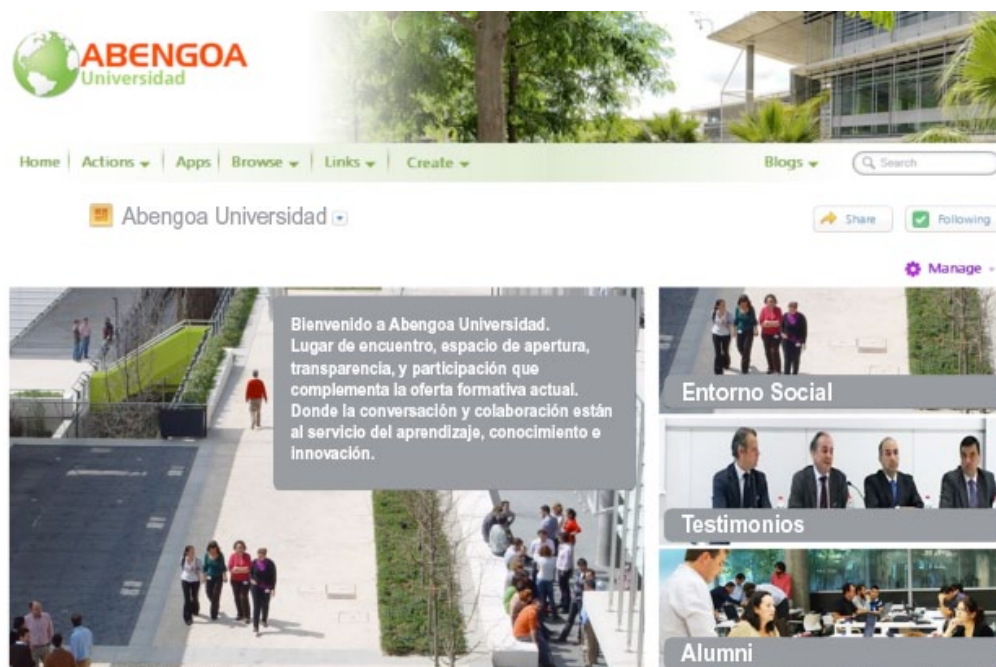 ABENGOA
Universidad
Home Actions Apps Browse Links Create Blogs Search
Abengoa Universidad
Share Following
Manage
Bienvenido a Abengoa Universidad.
Lugar de encuentro, espacio de apertura,
transparencia, y participación que
complementa la oferta formativa actual.
Donde la conversación y colaboración están
al servicio del aprendizaje, conocimiento e
innovación.
Entorno Social
Testimonios
Alumni